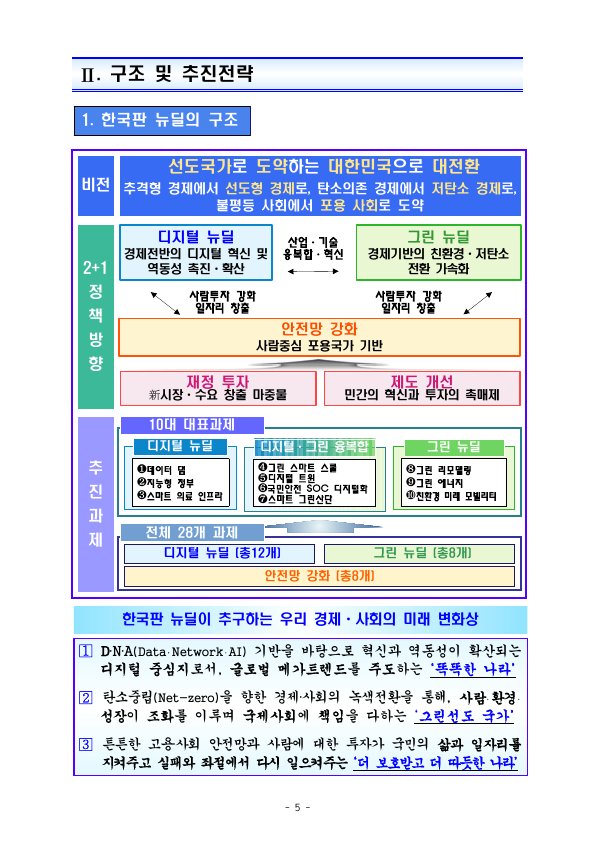 Ⅱ. 구조 및 추진전략
1. 한국판 뉴딜의 구조
비전
선도국가로 도약하는 대한민국으로 대전환
추격형 경제에서 선도형 경제로, 탄소의존 경제에서 저탄소 경제로,
불평등 사회에서 포용 사회로 도약
2+1
정
책
방
향
디지털 뉴딜
경제전반의 디지털 혁신 및
역동성 촉진·확산
산업·기술
융복합·혁신
그린 뉴딜
경제기반의 친환경·저탄소
전환 가속화
사람투자 강화
일자리 창출
사람투자 강화
일자리 창출
안전망 강화
사람중심 포용국가 기반
재정 투자
新시장·수요 창출 마중물
제도 개선
민간의 혁신과 투자의 촉매제
추
진
과
제
10대 대표과제
디지털 뉴딜
❶데이터 댐
❷지능형 정부
❸스마트 의료 인프라
디지털·그린 융복합
❹그린 스마트 스쿨
❺디지털 트윈
❻국민안전 SOC 디지털화
❼스마트 그린산단
그린 뉴딜
❽그린 리모델링
❾그린 에너지
❿친환경 미래 모빌리티
전체 28개 과제
디지털 뉴딜 (총12개)
그린 뉴딜 (총8개)
안전망 강화 (총8개)
한국판 뉴딜이 추구하는 우리 경제·사회의 미래 변화상
1 D·N·A(Data·Network·AI) 기반을 바탕으로 혁신과 역동성이 확산되는
디지털 중심지로서, 글로벌 메가트렌드를 주도하는 ‘똑똑한 나라’
2 탄소중립(Net-zero)을 향한 경제·사회의 녹색전환을 통해, 사람·환경·
성장이 조화를 이루며 국제사회에 책임을 다하는 ‘그린선도 국가’
3 튼튼한 고용·사회 안전망과 사람에 대한 투자가 국민의 삶과 일자리를
지켜주고 실패와 좌절에서 다시 일으켜주는 ‘더 보호받고 더 따뜻한 나라’
- 5 -